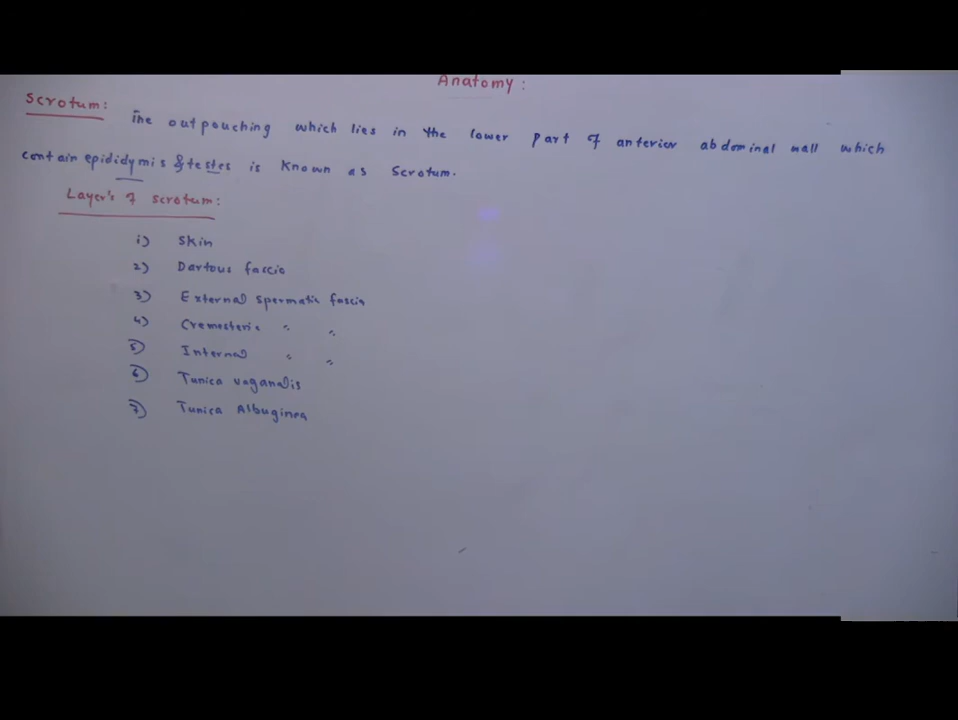 Anatomy:
Scrotum:
The outpouching which lies in the lower part of anterior abdominal wall which
contain epididymis & testes is known as Scrotum.
Layer's of scrotum:
1) Skin
2) Dartous fascia
3) External spermatic fascia
4) Cremasteric " "
5) Internal " "
6) Tunica vaganalis
7) Tunica Albuginea